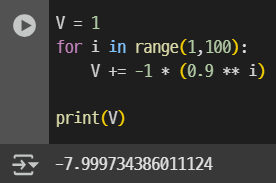 V = 1
for i in range(1,100):
    V += -1 * (0.9 ** i)
print(V)
-7.999734386011124